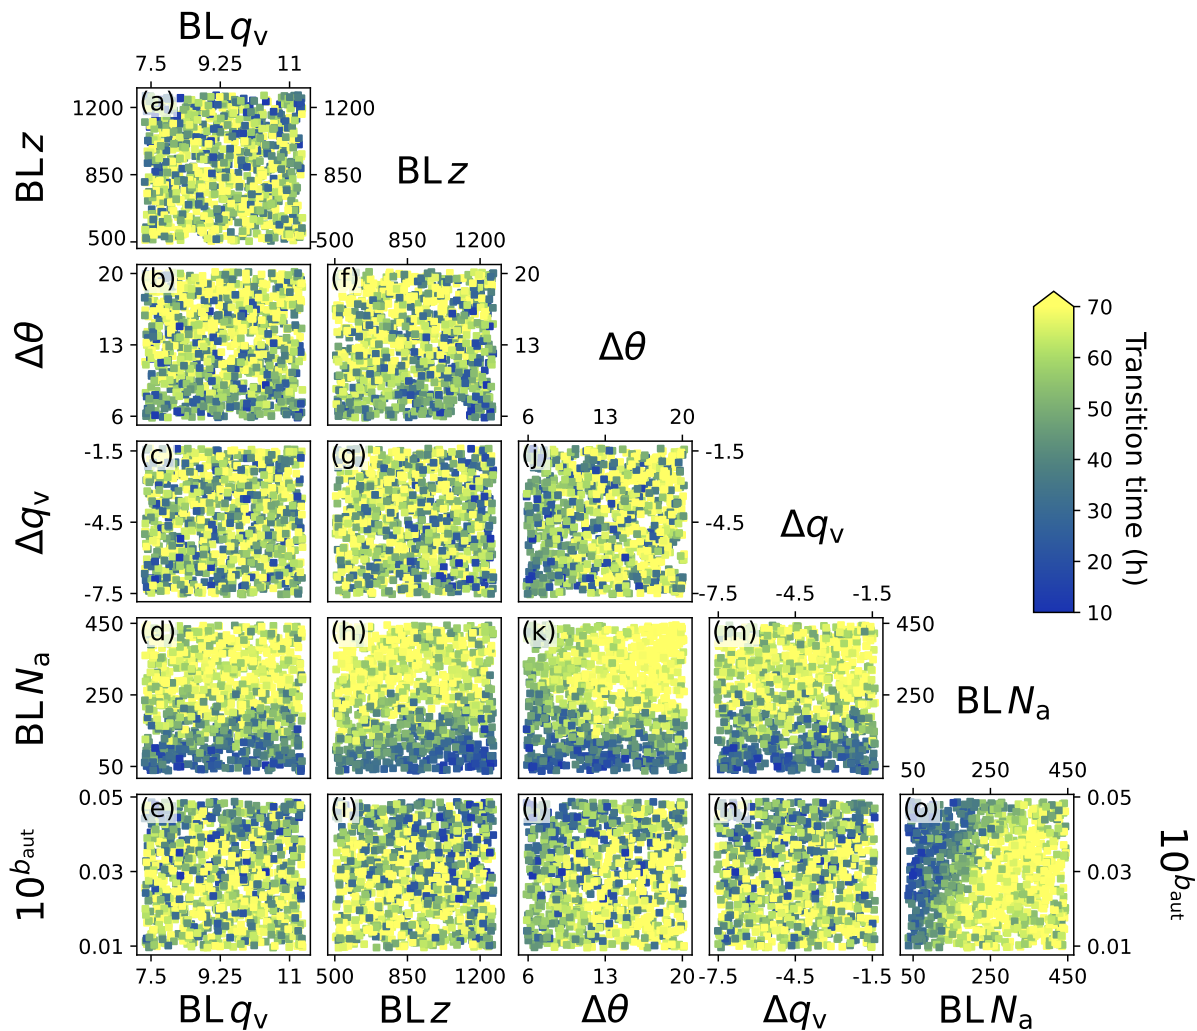 BL qv
7.5 9.25 11
(a)
1200 1200
BL z 850 850 BL z
500 500 850 1200
(b) (f)
20 20
Δθ 13 13 Δθ
6 6
6 13 20
(c) (g) (j)
-1.5 -1.5
Δqv -4.5 -4.5 Δqv
-7.5 -7.5
-7.5 -4.5 -1.5
(d) (h) (k) (m)
450 450
BL Na 250 250 BL Na
50 50
50 250 450
(e) (i) (l) (n) (o)
0.05 0.05
10^baut 0.03 0.03 10^baut
0.01 0.01
7.5 9.25 11 500 850 1200 6 13 20 -7.5 -4.5 -1.5 50 250 450
BL qv BL z Δθ Δqv BL Na
70
60
50
40
30
20
10
Transition time (h)